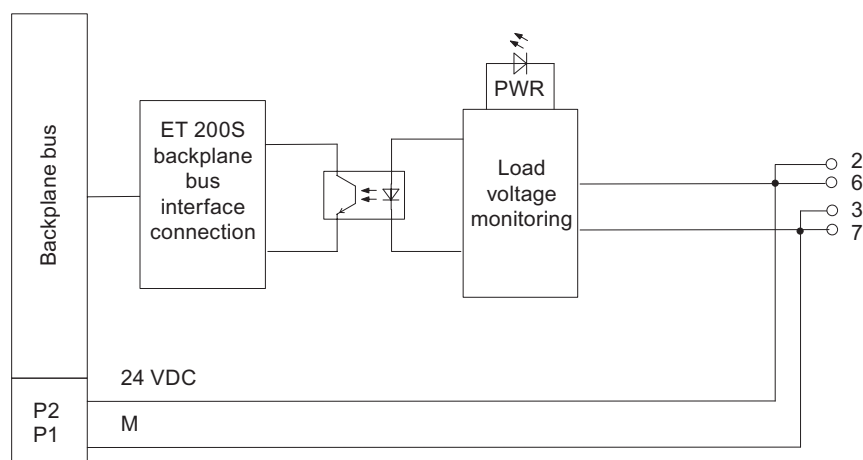 Backplane bus
ET 200S
backplane
bus
interface
connection
PWR
Load
voltage
monitoring
2
6
3
7
24 VDC
P2
M
P1